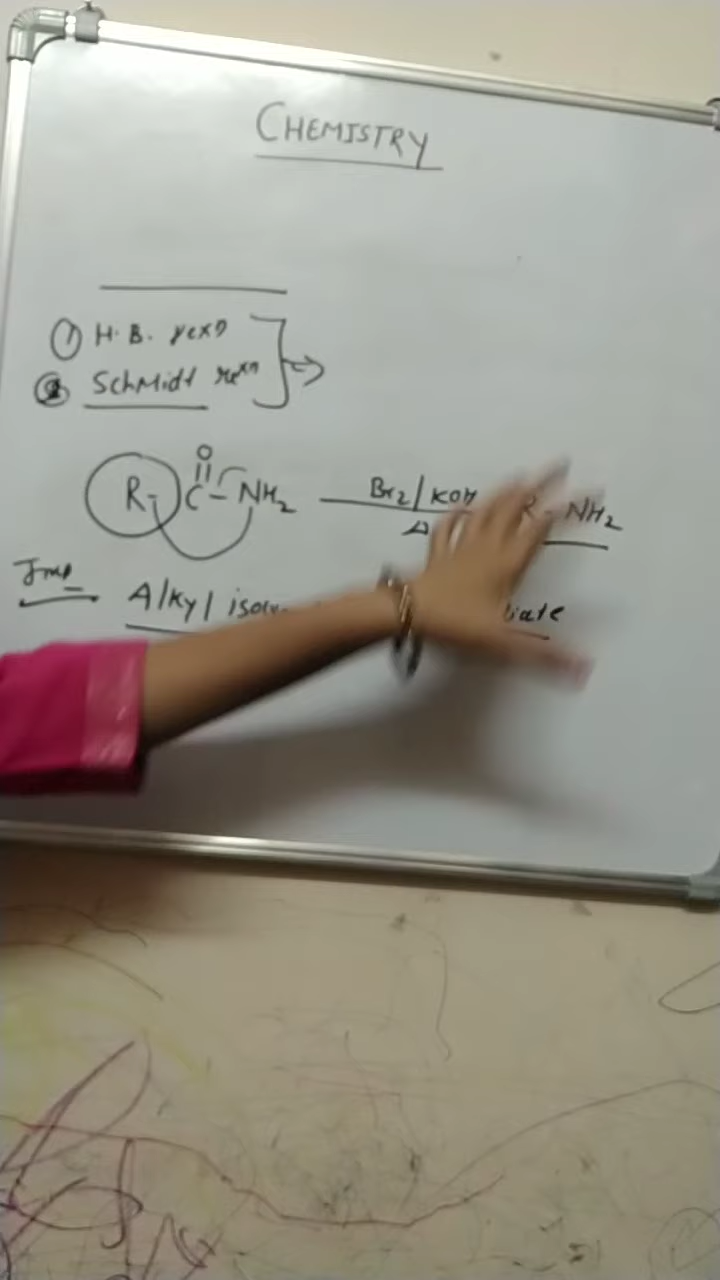 CHEMISTRY
① H.B. rexn
② Schmidt rexn
R-C-NH2 Br2/KOH R-NH2
O
Imp Alkyl